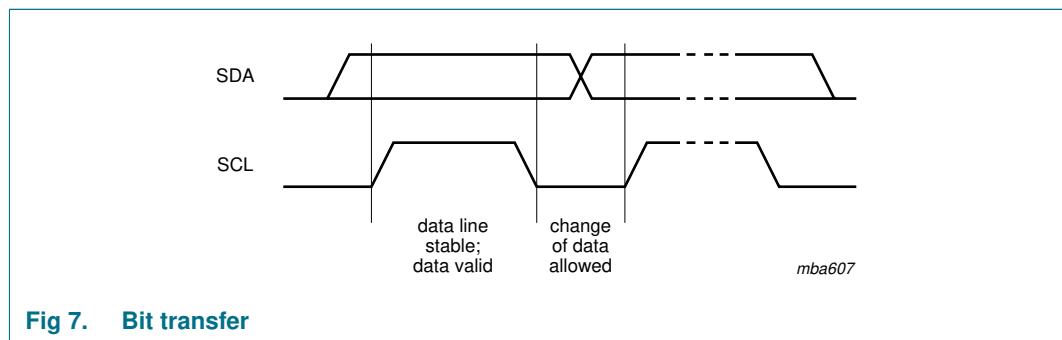 SDA
SCL
data line
stable;
data valid
change
of data
allowed
mba607
Fig 7. Bit transfer